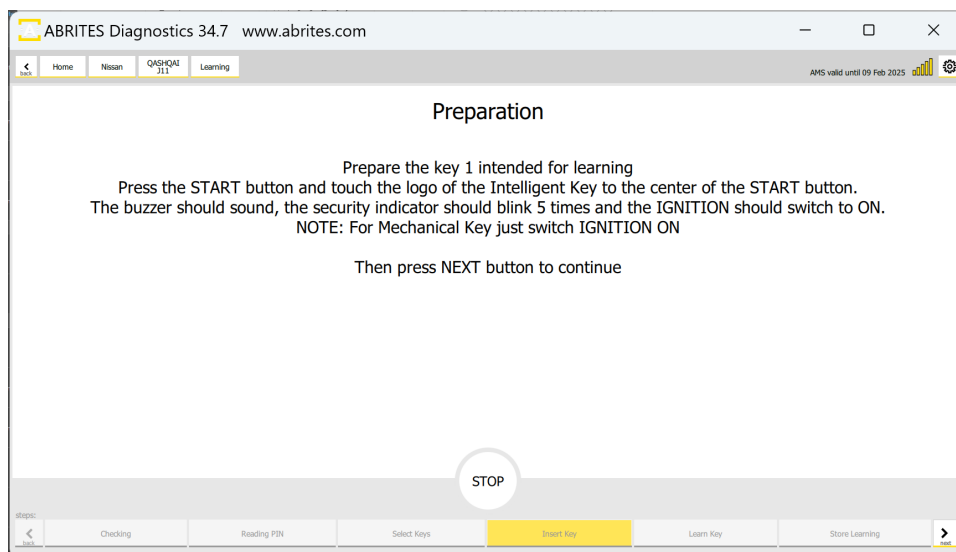 ABRITES Diagnostics 34.7 www.abrites.com
back Home Nissan QASHQAI J11 Learning
AMS valid until 09 Feb 2025
Preparation
Prepare the key 1 intended for learning
Press the START button and touch the logo of the Intelligent Key to the center of the START button.
The buzzer should sound, the security indicator should blink 5 times and the IGNITION should switch to ON.
NOTE: For Mechanical Key just switch IGNITION ON
Then press NEXT button to continue
STOP
steps:
back Checking Reading PIN Select Keys Insert Key Learn Key Store Learning next